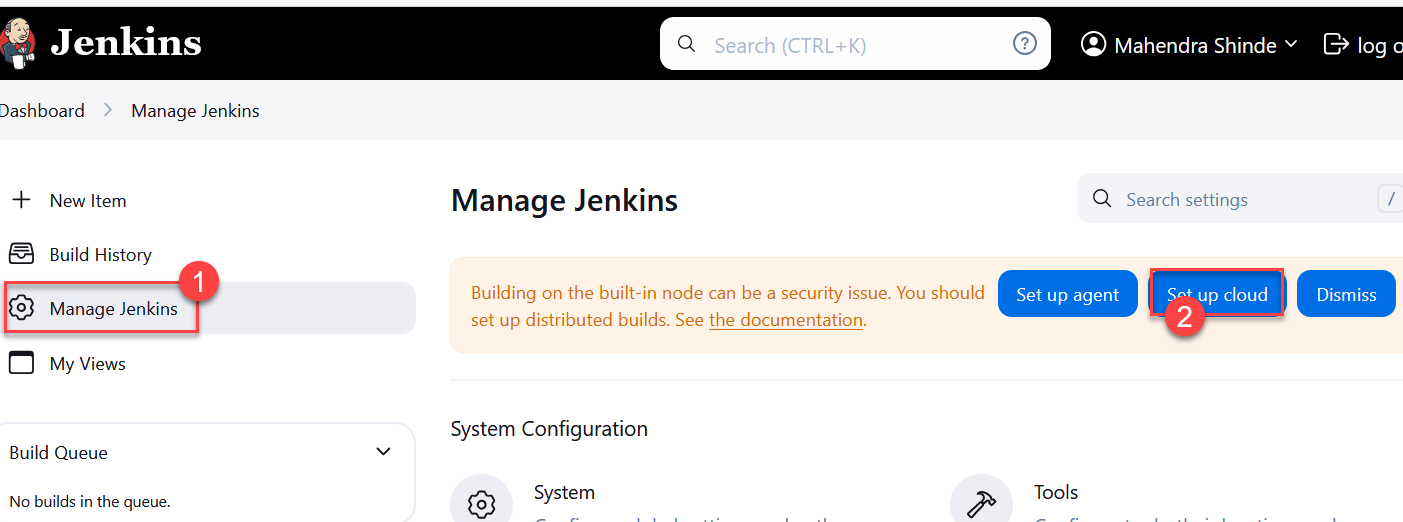 Jenkins
Search (CTRL+K)
?
Mahendra Shinde
log o
Dashboard > Manage Jenkins
New Item
Build History
1
Manage Jenkins
My Views
Build Queue
No builds in the queue.
Manage Jenkins
Search settings
/
Building on the built-in node can be a security issue. You should
set up distributed builds. See the documentation.
Set up agent
Set up cloud
2
Dismiss
System Configuration
System
Tools